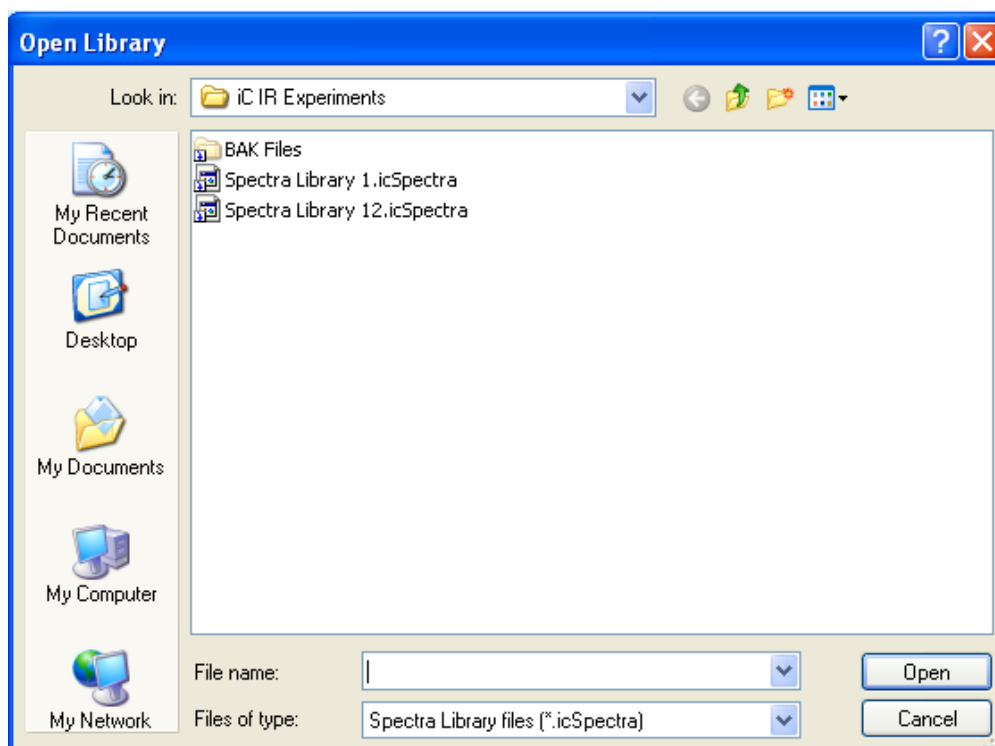 Open Library
Look in: iC IR Experiments
BAK Files
Spectra Library 1.icSpectra
Spectra Library 12.icSpectra
My Recent
Documents
Desktop
My Documents
My Computer
My Network
File name:
Open
Files of type: Spectra Library files (*.icSpectra)
Cancel